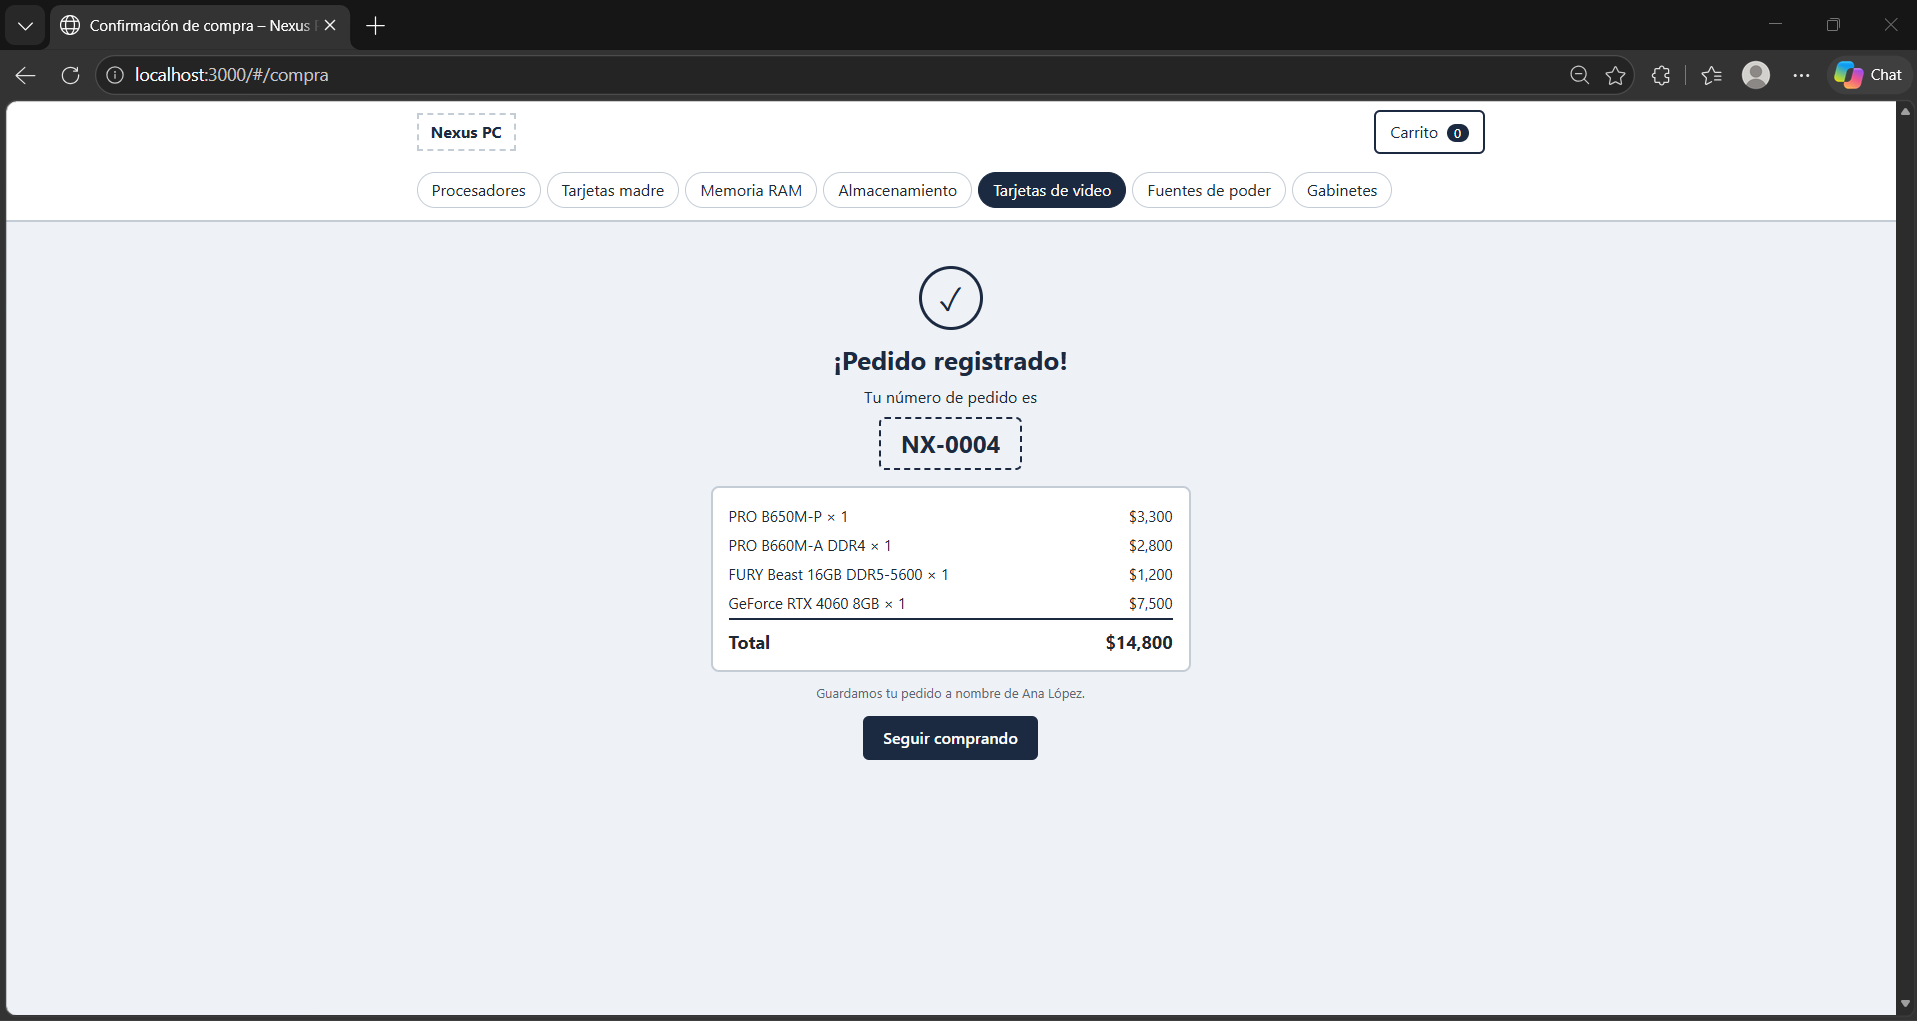 Confirmación de compra – Nexus
localhost:3000/#/compra
Chat
Nexus PC
Carrito 0
Procesadores Tarjetas madre Memoria RAM Almacenamiento Tarjetas de video Fuentes de poder Gabinetes
✓
¡Pedido registrado!
Tu número de pedido es
NX-0004
PRO B650M-P × 1 $3,300
PRO B660M-A DDR4 × 1 $2,800
FURY Beast 16GB DDR5-5600 × 1 $1,200
GeForce RTX 4060 8GB × 1 $7,500
Total $14,800
Guardamos tu pedido a nombre de Ana López.
Seguir comprando